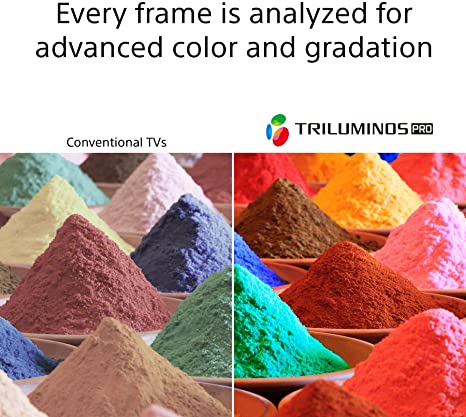 Every frame is analyzed for
advanced color and gradation
TRILUMINOS PRO
Conventional TVs